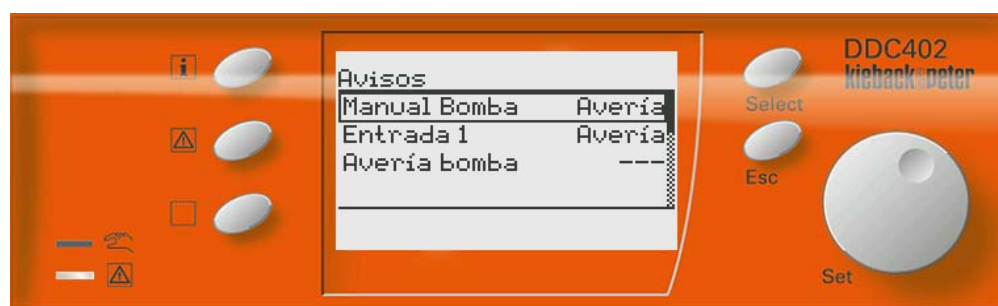 i
Avisos
Manual Bomba Avería
Entrada 1 Avería
Avería bomba ---
Select
Esc
DDC402
kieback&peter
Set